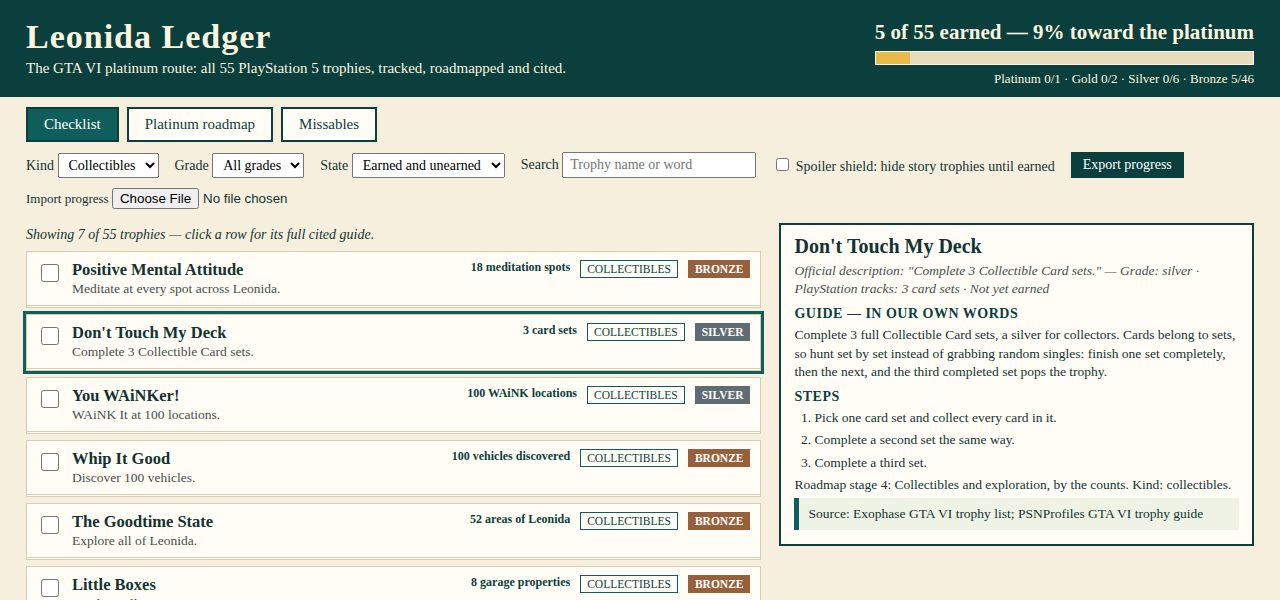 Leonida Ledger
The GTA VI platinum route: all 55 PlayStation 5 trophies, tracked, roadmapped and cited.
5 of 55 earned — 9% toward the platinum
Platinum 0/1 · Gold 0/2 · Silver 0/6 · Bronze 5/46
Checklist
Platinum roadmap
Missables
Kind Collectibles
Grade All grades
State Earned and unearned
Search Trophy name or word
Spoiler shield: hide story trophies until earned
Export progress
Import progress Choose File No file chosen
Showing 7 of 55 trophies — click a row for its full cited guide.
Positive Mental Attitude
Meditate at every spot across Leonida.
18 meditation spots COLLECTIBLES BRONZE
Don't Touch My Deck
Complete 3 Collectible Card sets.
3 card sets COLLECTIBLES SILVER
You WAiNKer!
WAiNK It at 100 locations.
100 WAiNK locations COLLECTIBLES SILVER
Whip It Good
Discover 100 vehicles.
100 vehicles discovered COLLECTIBLES BRONZE
The Goodtime State
Explore all of Leonida.
52 areas of Leonida COLLECTIBLES BRONZE
Little Boxes
8 garage properties COLLECTIBLES BRONZE
Don't Touch My Deck
Official description: "Complete 3 Collectible Card sets." — Grade: silver ·
PlayStation tracks: 3 card sets · Not yet earned
GUIDE — IN OUR OWN WORDS
Complete 3 full Collectible Card sets, a silver for collectors. Cards belong to sets,
so hunt set by set instead of grabbing random singles: finish one set completely,
then the next, and the third completed set pops the trophy.
STEPS
1. Pick one card set and collect every card in it.
2. Complete a second set the same way.
3. Complete a third set.
Roadmap stage 4: Collectibles and exploration, by the counts. Kind: collectibles.
Source: Exophase GTA VI trophy list; PSNProfiles GTA VI trophy guide